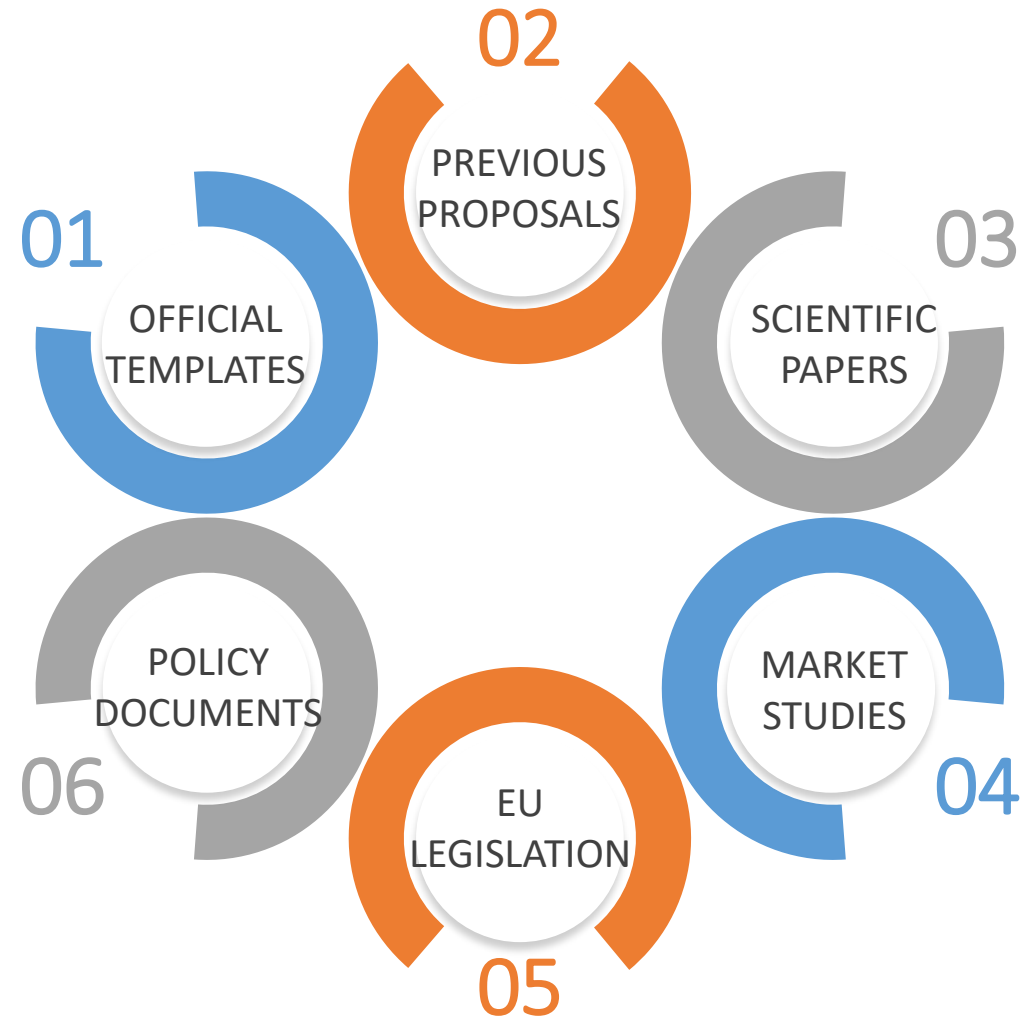 01
OFFICIAL
TEMPLATES
02
PREVIOUS
PROPOSALS
03
SCIENTIFIC
PAPERS
04
MARKET
STUDIES
05
EU
LEGISLATION
06
POLICY
DOCUMENTS